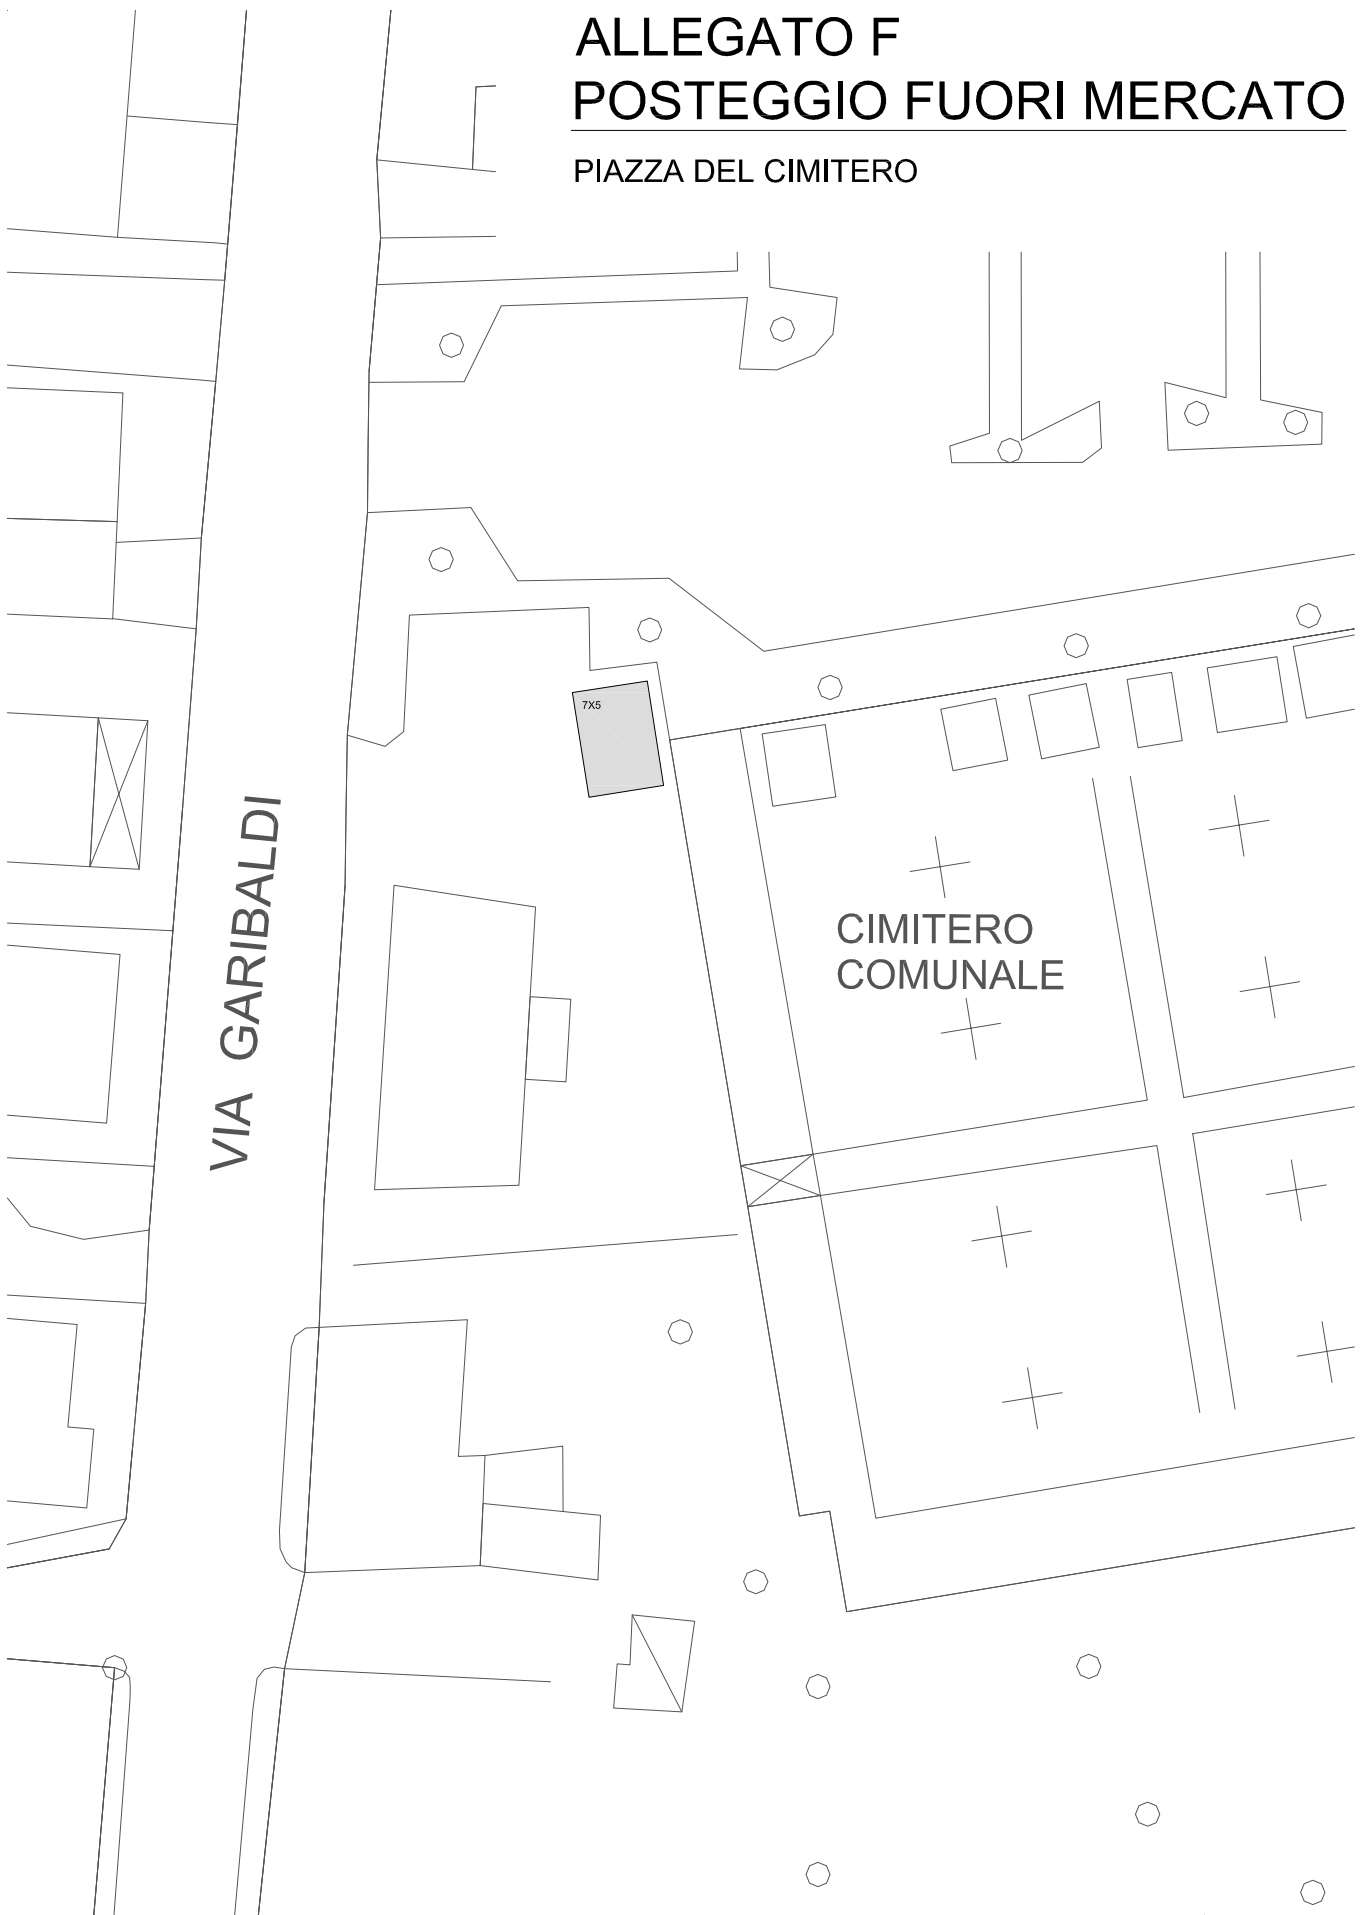 ALLEGATO F
POSTEGGIO FUORI MERCATO
PIAZZA DEL CIMITERO
7X5
VIA GARIBALDI
CIMITERO
COMUNALE